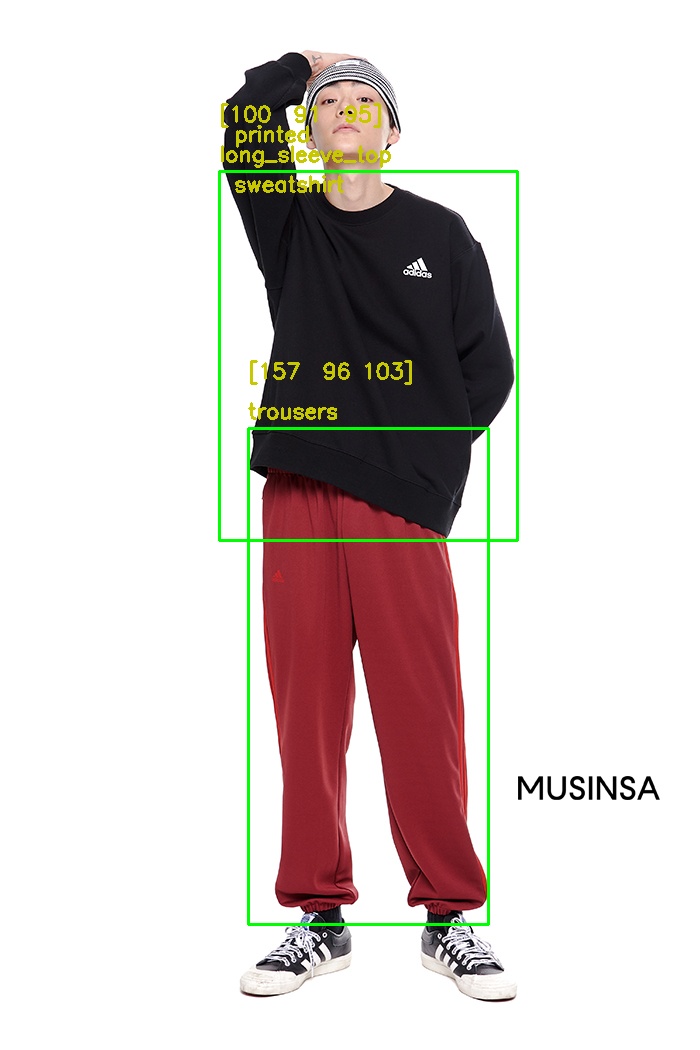 [100 91 95]
printed
long_sleeve_top
sweatshirt
adidas
[157 96 103]
trousers
MUSINSA